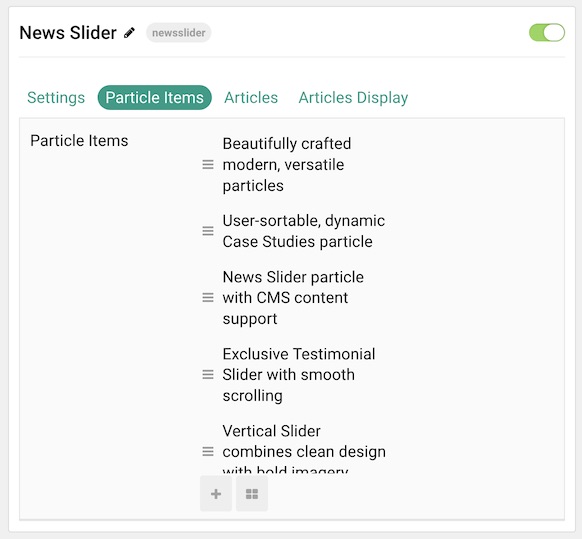 News Slider newsslider
Settings Particle Items Articles Articles Display
Particle Items
Beautifully crafted
modern, versatile
particles
User-sortable, dynamic
Case Studies particle
News Slider particle
with CMS content
support
Exclusive Testimonial
Slider with smooth
scrolling
Vertical Slider
combines clean design
with bold imagery